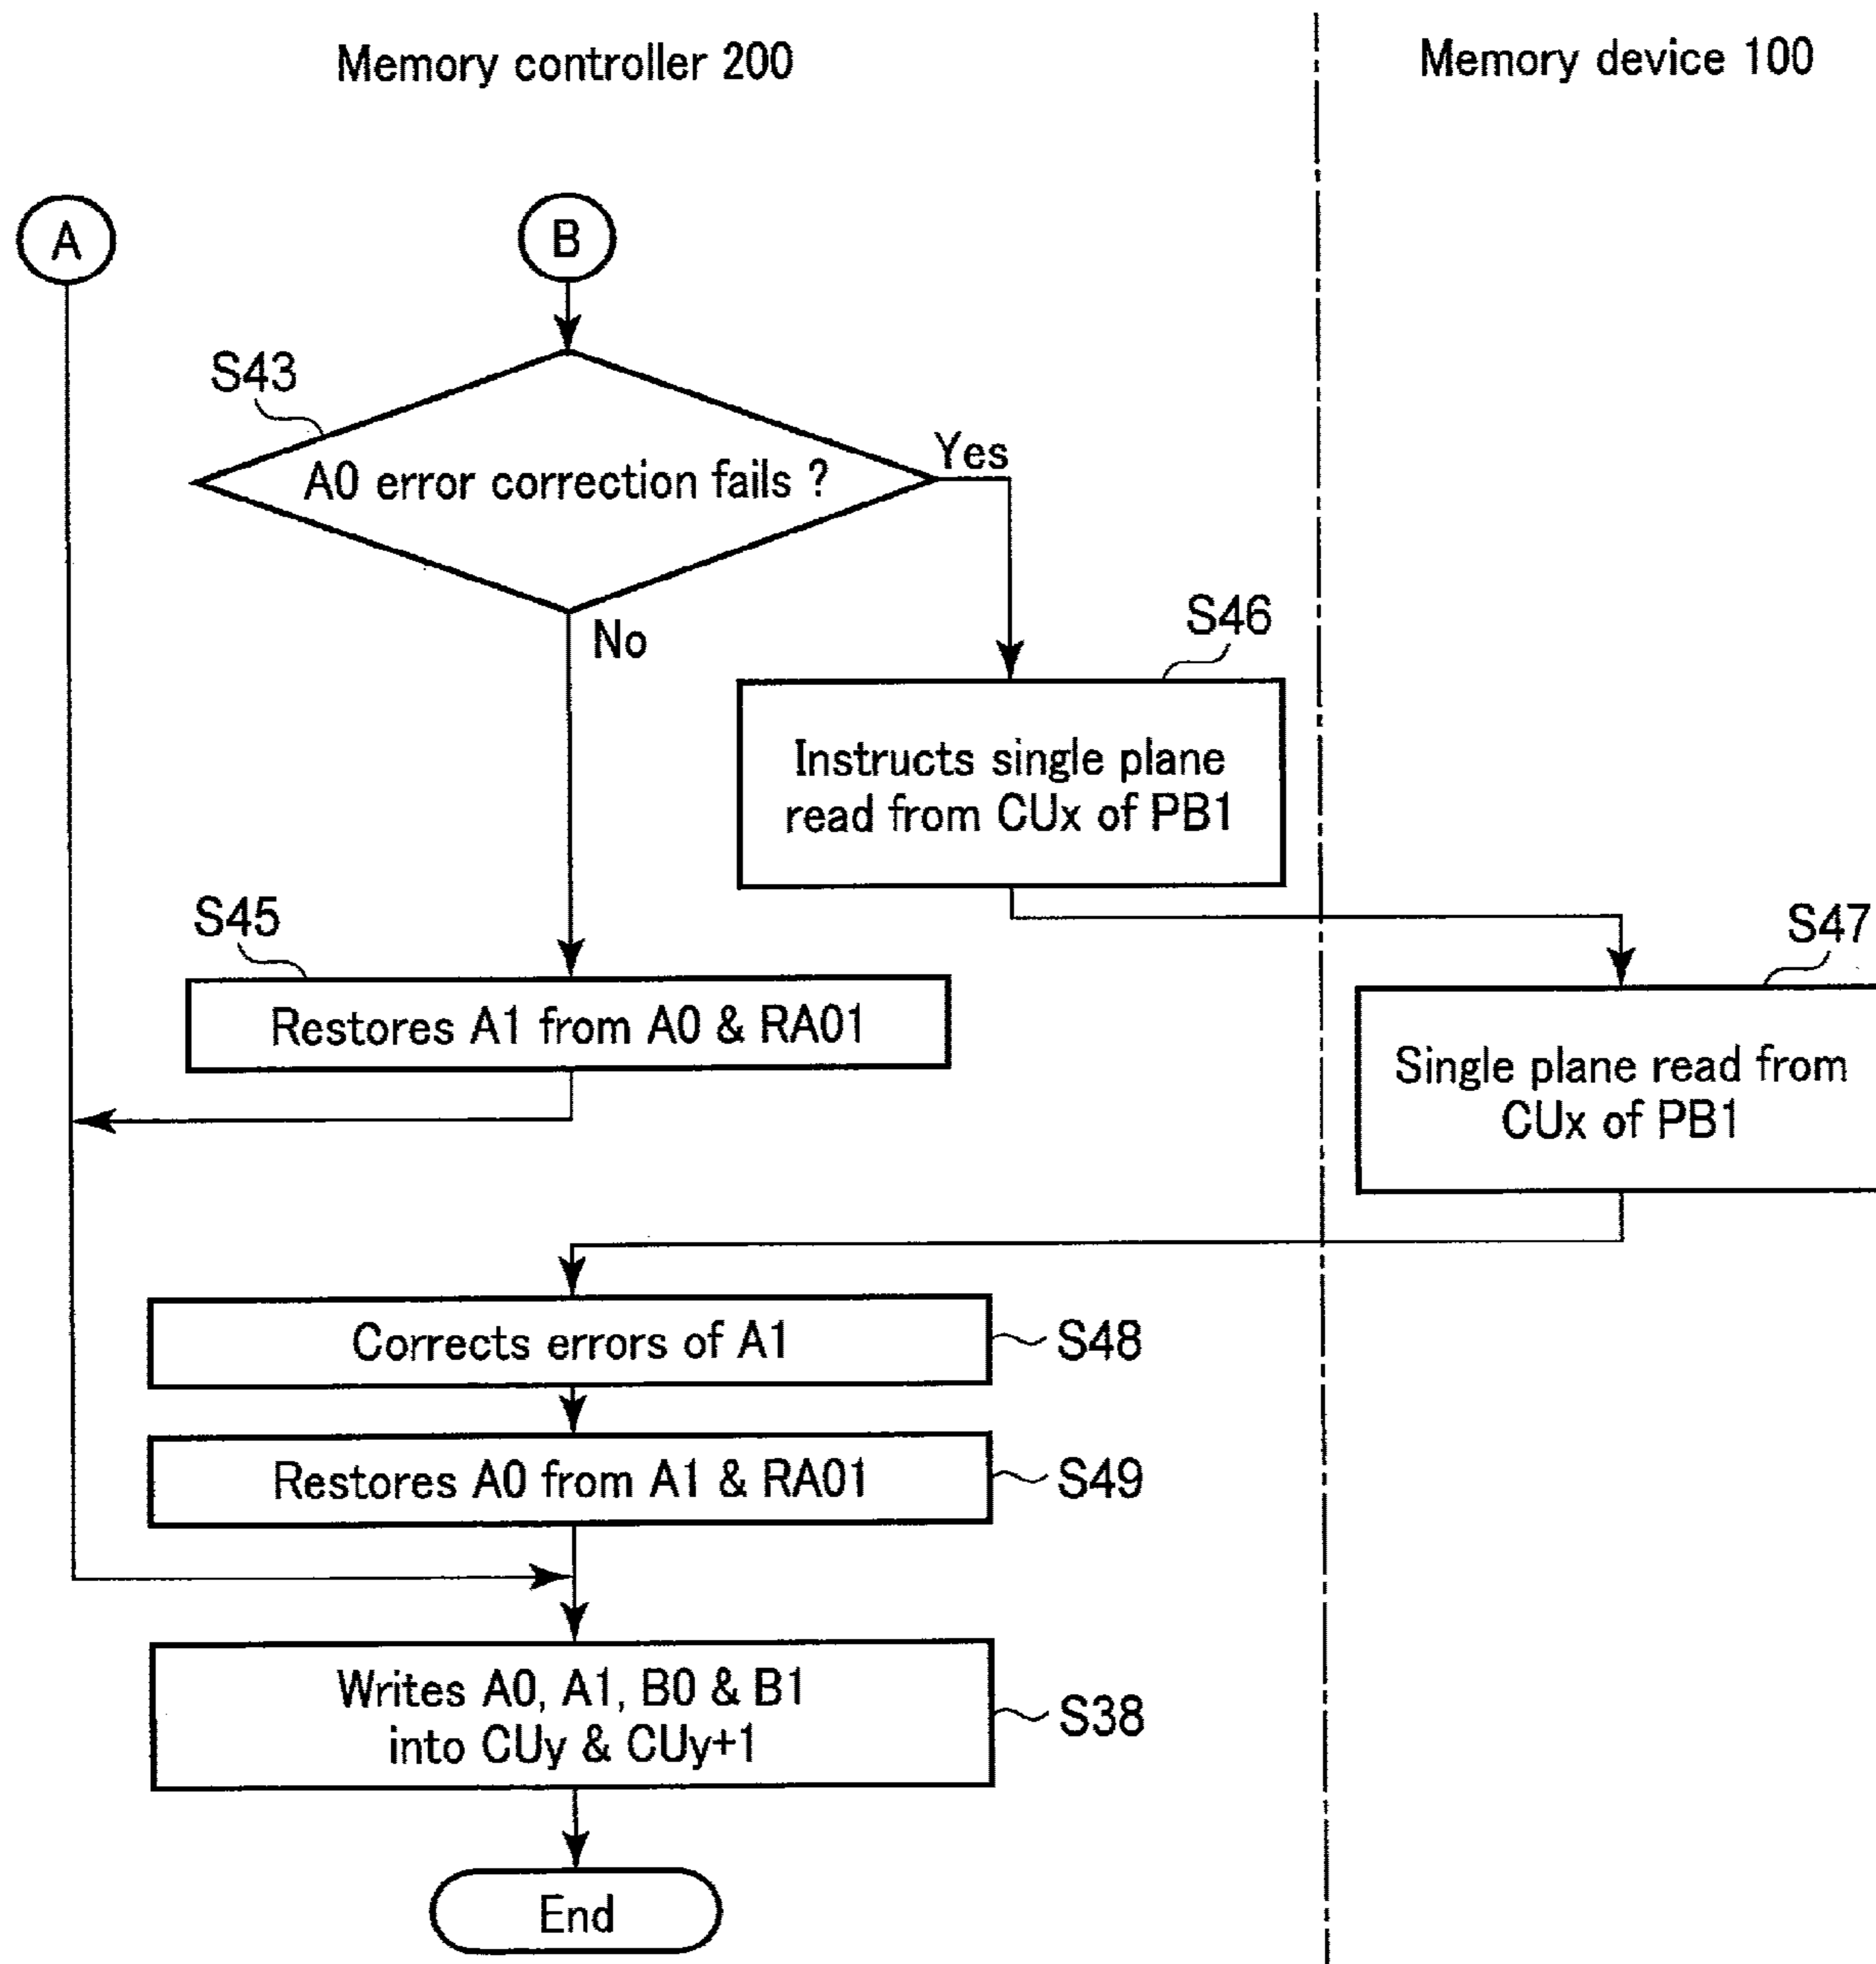 Memory controller 200
Memory device 100
A
B
S43
A0 error correction fails ?
Yes
No
S46
Instructs single plane
read from CUx of PB1
S45
Restores A1 from A0 & RA01
S47
Single plane read from
CUx of PB1
Corrects errors of A1
S48
Restores A0 from A1 & RA01
S49
Writes A0, A1, B0 & B1
into CUy & CUy+1
S38
End